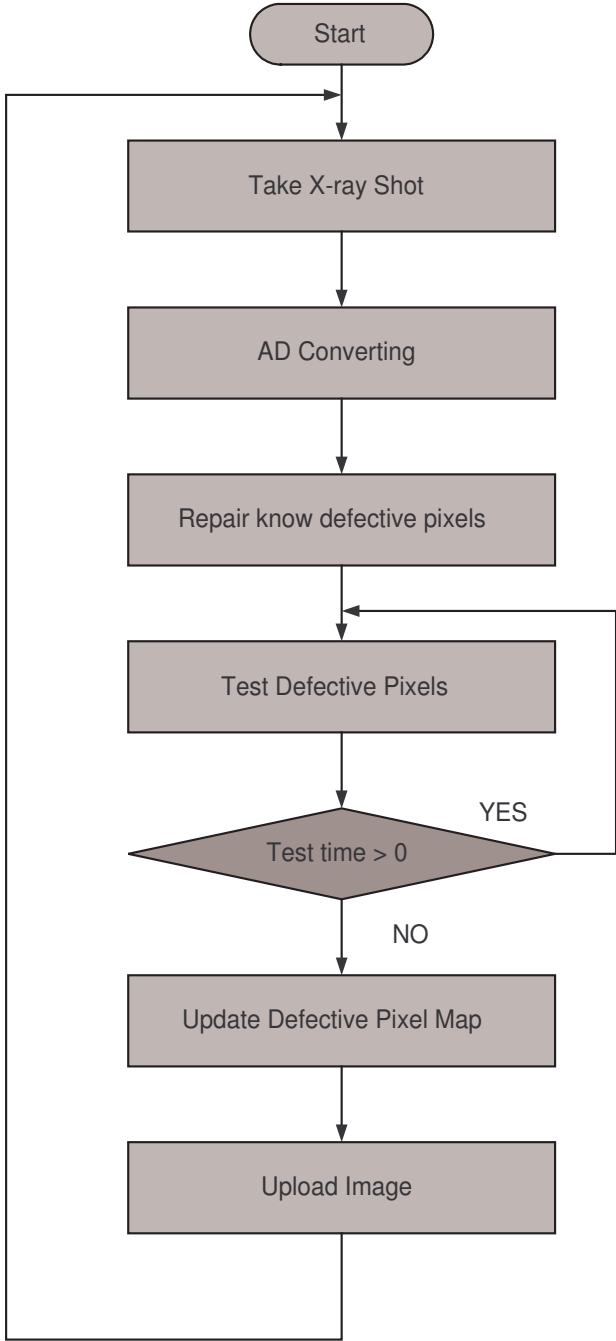 Start
Take X-ray Shot
AD Converting
Repair know defective pixels
Test Defective Pixels
YES
Test time > 0
NO
Update Defective Pixel Map
Upload Image